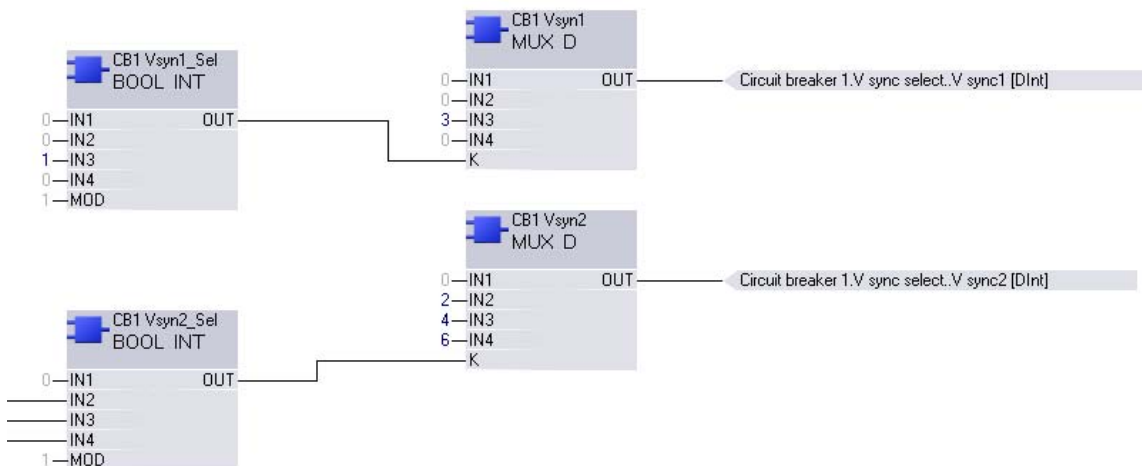 CB1 Vsyn1_Sel
BOOL INT
0 IN1 OUT
0 IN2
1 IN3
0 IN4
1 MOD
CB1 Vsyn1
MUX D
0 IN1 OUT
0 IN2
3 IN3
0 IN4
K
Circuit breaker 1.V sync select..V sync1 [DInt]
CB1 Vsyn2
MUX D
0 IN1 OUT
2 IN2
4 IN3
6 IN4
K
Circuit breaker 1.V sync select..V sync2 [DInt]
CB1 Vsyn2_Sel
BOOL INT
0 IN1 OUT
IN2
IN3
IN4
1 MOD